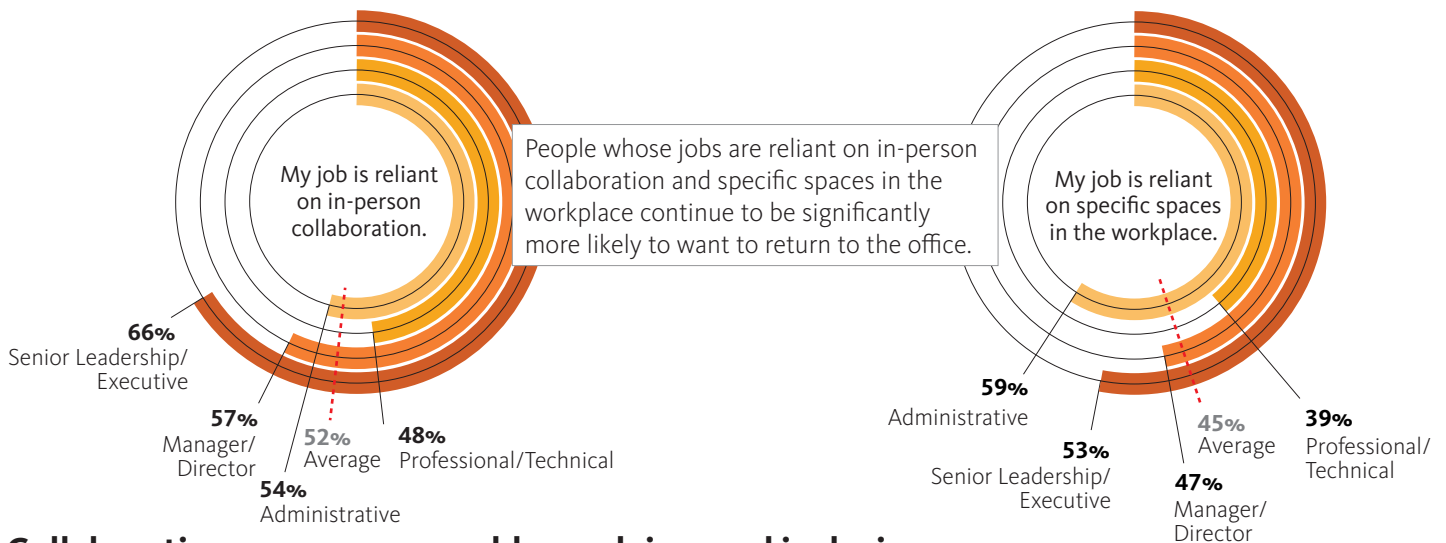 My job is reliant
on in-person
collaboration.
People whose jobs are reliant on in-person
collaboration and specific spaces in the
workplace continue to be significantly
more likely to want to return to the office.
My job is reliant
on specific spaces
in the workplace.
66%
Senior Leadership/
Executive
57%
Manager/
Director
54%
Administrative
52%
Average
48%
Professional/Technical
59%
Administrative
53%
Senior Leadership/
Executive
47%
Manager/
Director
45%
Average
39%
Professional/
Technical